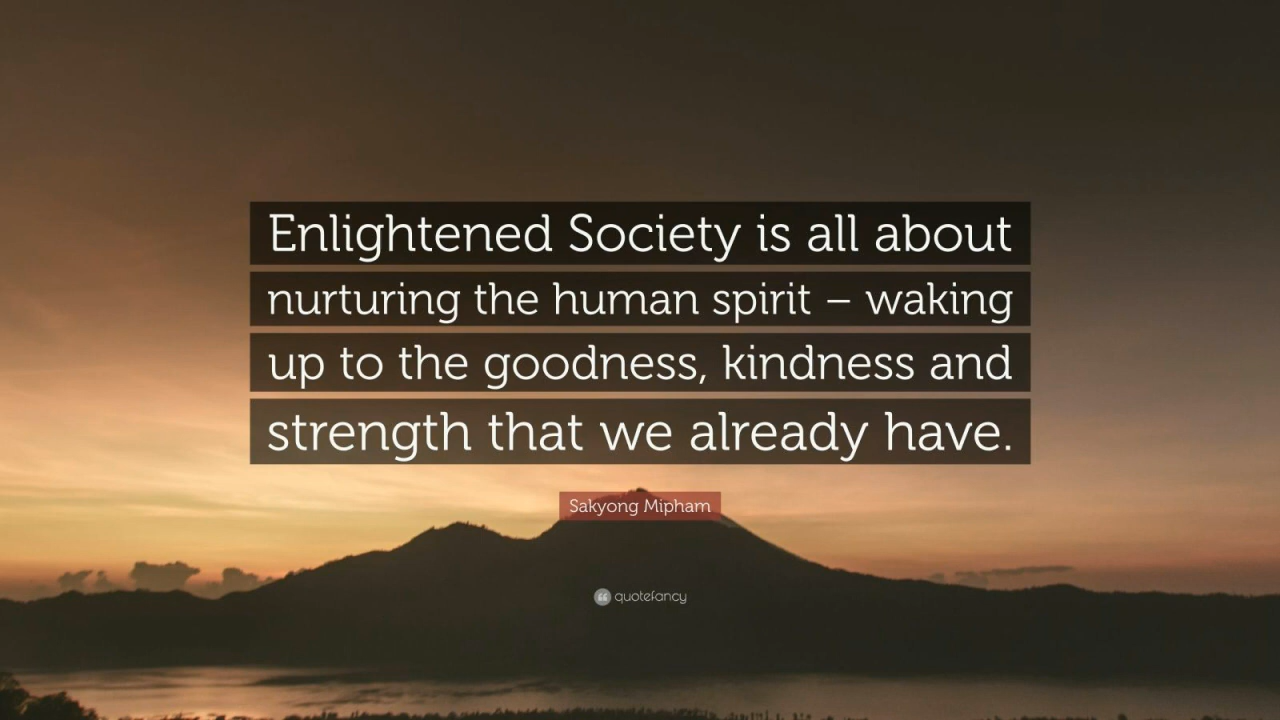 Enlightened Society is all about
nurturing the human spirit – waking
up to the goodness, kindness and
strength that we already have.
Sakyong Mipham
quotefancy